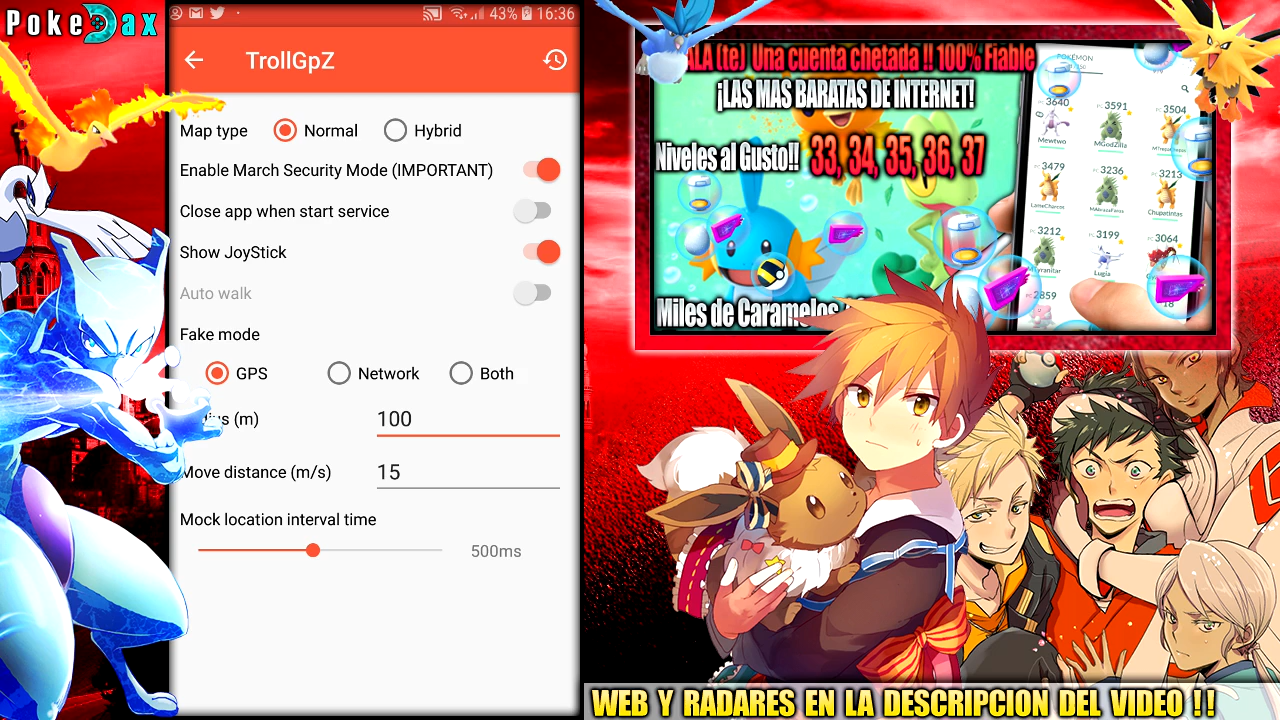 PokeDax
43% 16:36
TrollGpZ
Map type Normal Hybrid
Enable March Security Mode (IMPORTANT)
Close app when start service
Show JoyStick
Auto walk
Fake mode
GPS Network Both
(m) 100
Move distance (m/s) 15
Mock location interval time
500ms
(te) Una cuenta chetada !! 100% Fiable
¡LAS MAS BARATAS DE INTERNET!
Niveles al Gusto!! 33, 34, 35, 36, 37
Miles de Caramelos
POKÉMON
3640 3591 3504
Mewtwo MGodZilla
3479 3236 3213
LameCharcos Chupatintas
3212 3199 3064
Lugia
2859 18
WEB Y RADARES EN LA DESCRIPCION DEL VIDEO !!